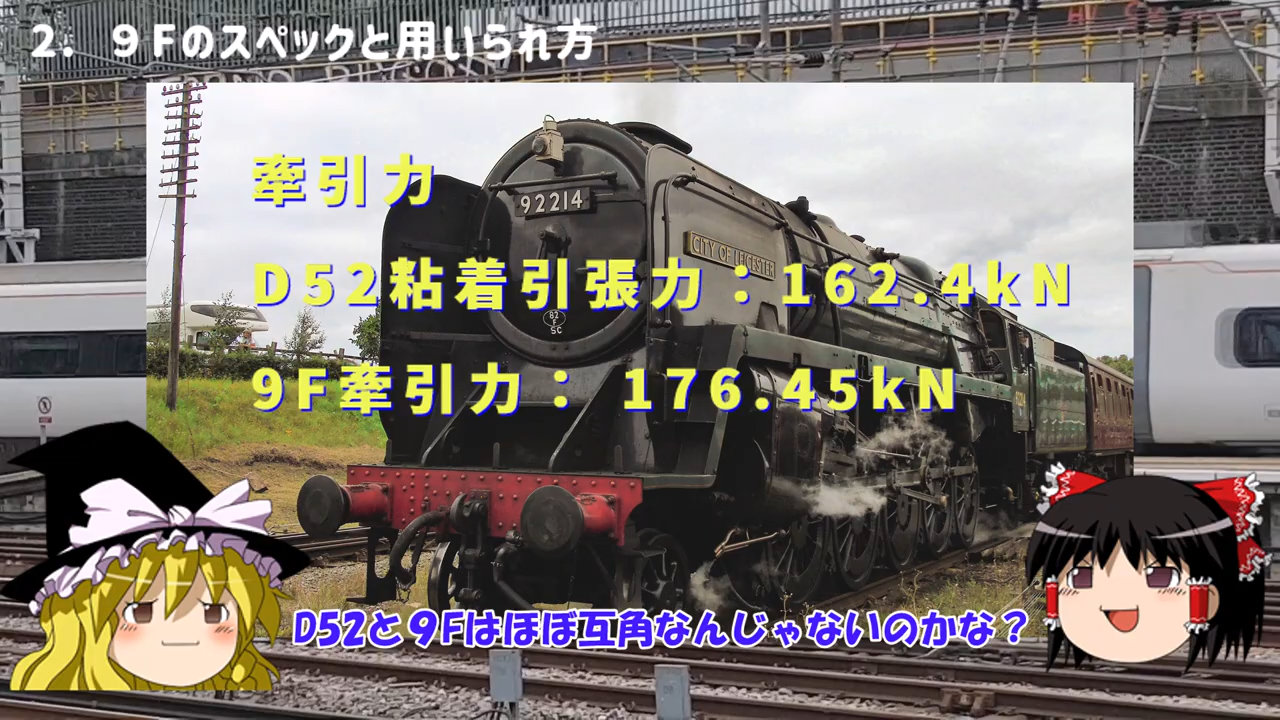 2．９Fのスペックと用いられ方
牽引力
92214
CITY OF LEICESTER
D52粘着引張力：162.4kN
82
F
SC
9F牽引力： 176.45kN
D52と９Fはほぼ互角なんじゃないのかな？